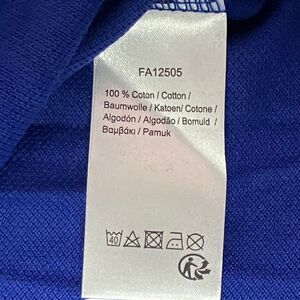 FA12505
100 % Coton / Cotton /
Baumwolle / Katoen/ Cotone /
Algodón / Algodão / Bomuld /
Βαμβάκι / Pamuk
40